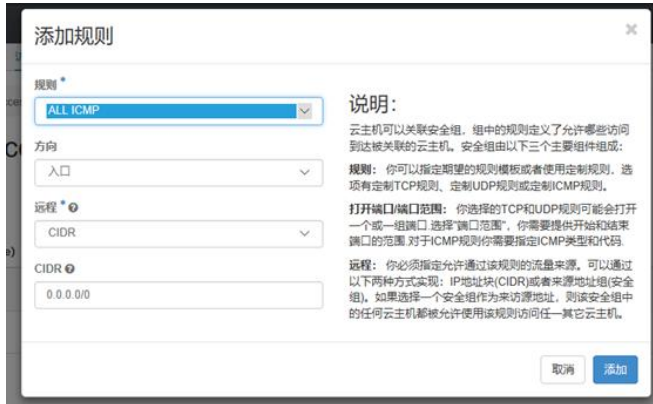 添加规则
×
规则 *
ALL ICMP
方向
入口
远程 *
CIDR
CIDR
0.0.0.0/0
说明：
云主机可以关联安全组，组中的规则定义了允许哪些访问
到达被关联的云主机。安全组由以下三个主要组件组成：
规则： 你可以指定期望的规则模板或者使用定制规则，选
项有定制TCP规则、定制UDP规则或定制ICMP规则。
打开端口/端口范围： 你选择的TCP和UDP规则可能会打开
一个或一组端口.选择"端口范围"，你需要提供开始和结束
端口的范围.对于ICMP规则你需要指定ICMP类型和代码.
远程： 你必须指定允许通过该规则的流量来源。可以通过
以下两种方式实现：IP地址块(CIDR)或者来源地址组(安全
组)。如果选择一个安全组作为来访源地址，则该安全组中
的任何云主机都被允许使用该规则访问任一其它云主机。
取消
添加